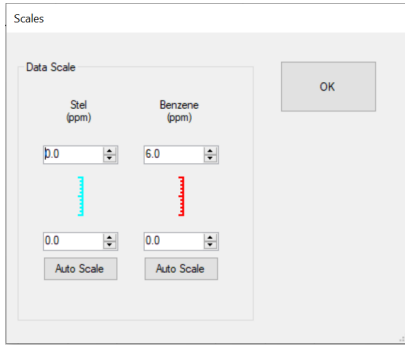 Scales
Data Scale
OK
Stel
(ppm)
Benzene
(ppm)
0.0
6.0
0.0
0.0
Auto Scale
Auto Scale